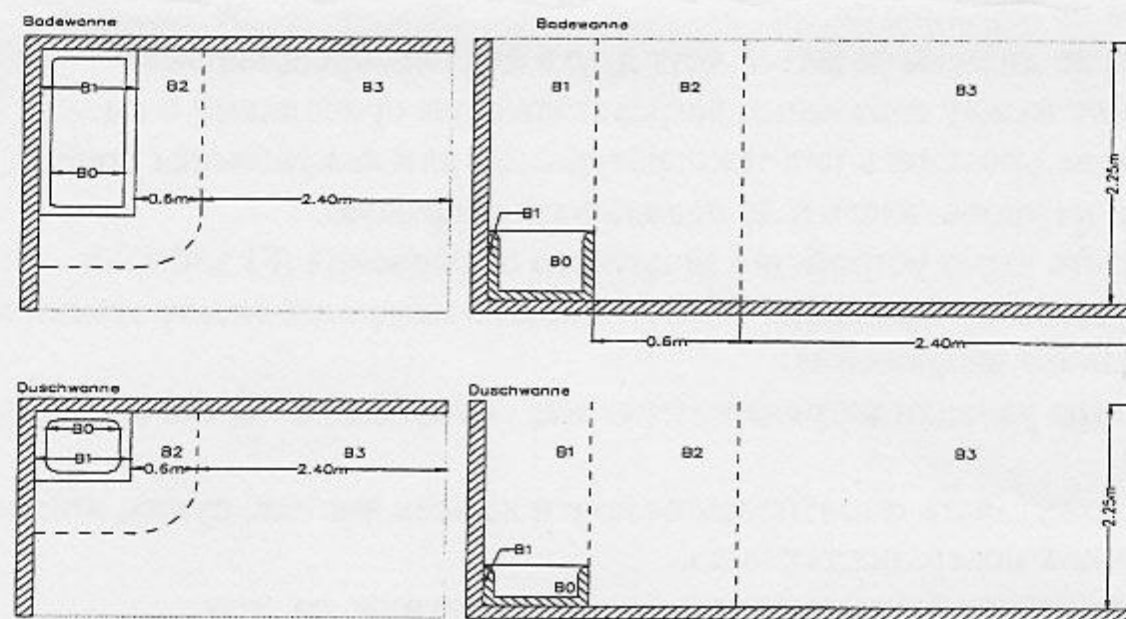 Badewanne
B1 B2 B3
B0
0.6m 2.40m
Badewanne
B1 B2 B3
B1
B0
2.25m
0.6m 2.40m
Duschwanne
B0
B2 B3
B1 0.6m 2.40m
Duschwanne
B1 B2 B3
B1
B0
2.25m